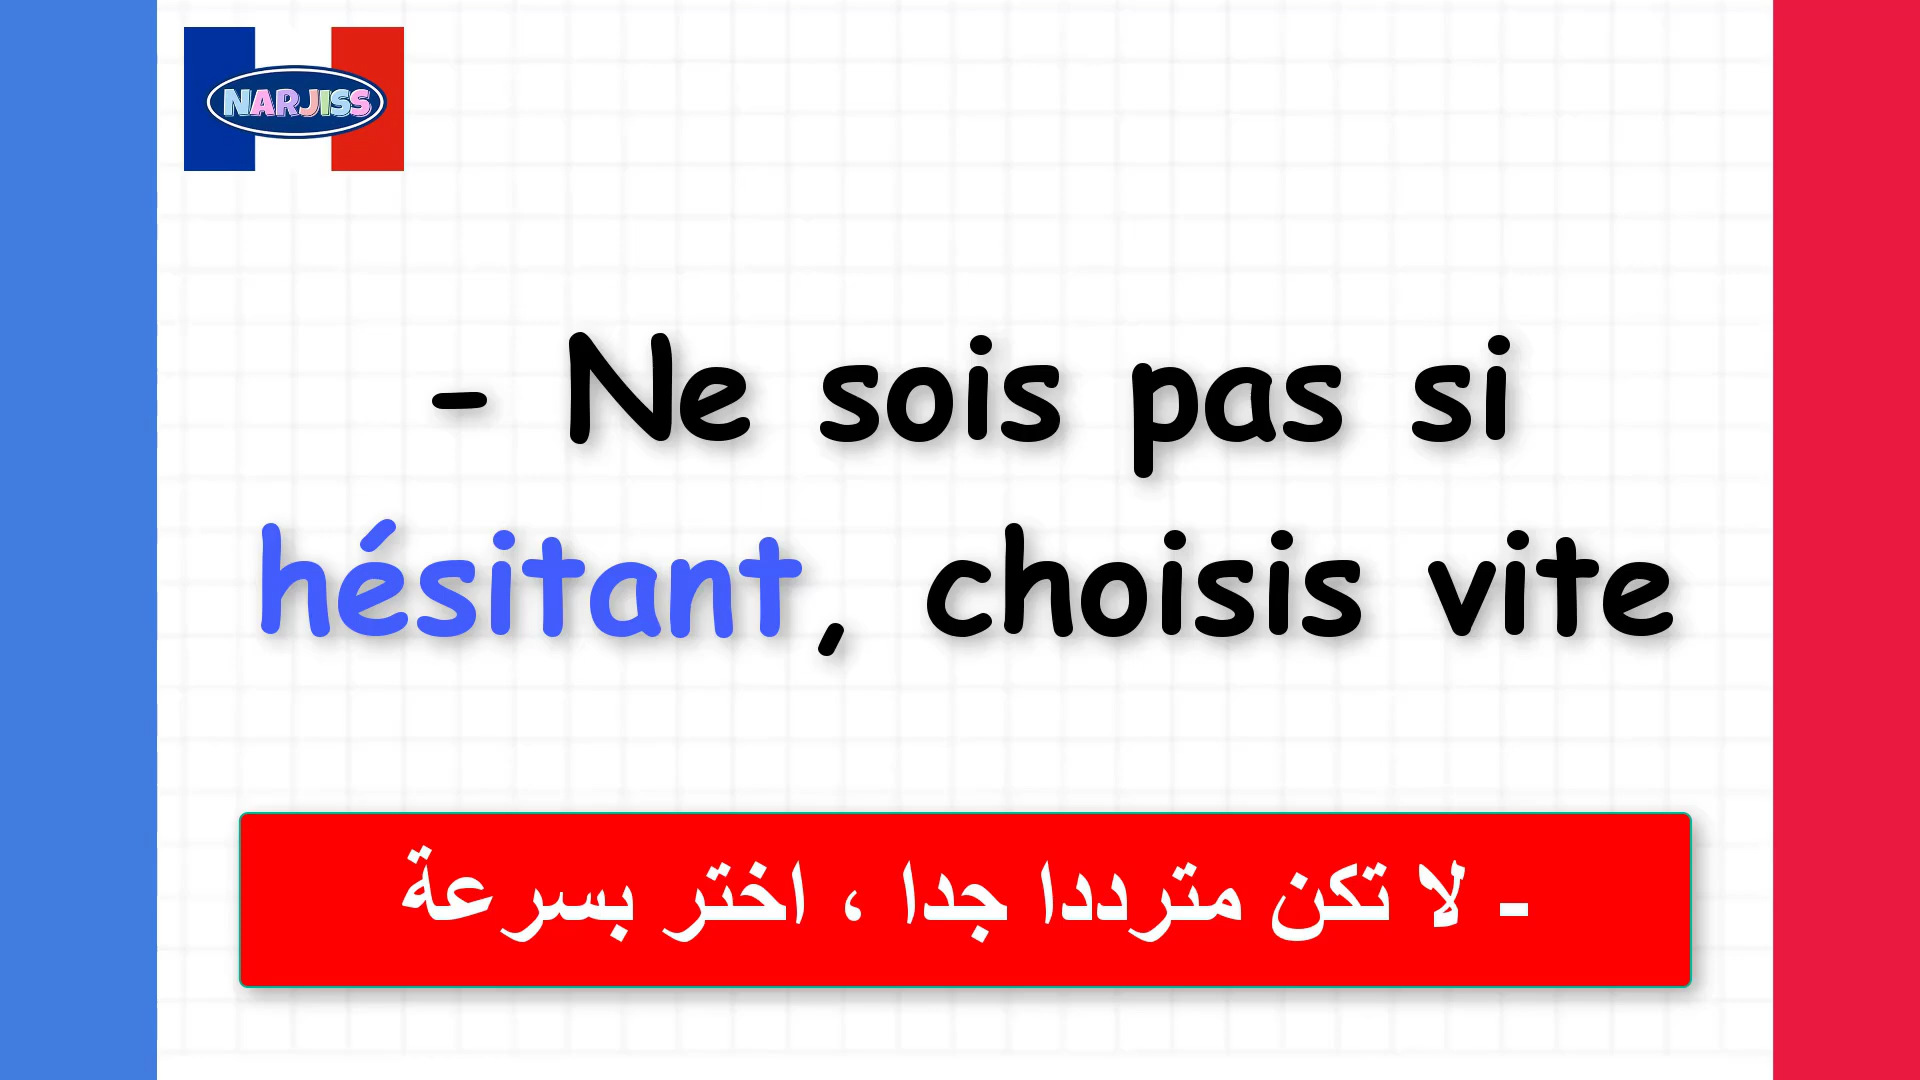 NARJISS
- Ne sois pas si
hésitant, choisis vite
- لا تكن مترددا جدا ، اختر بسرعة